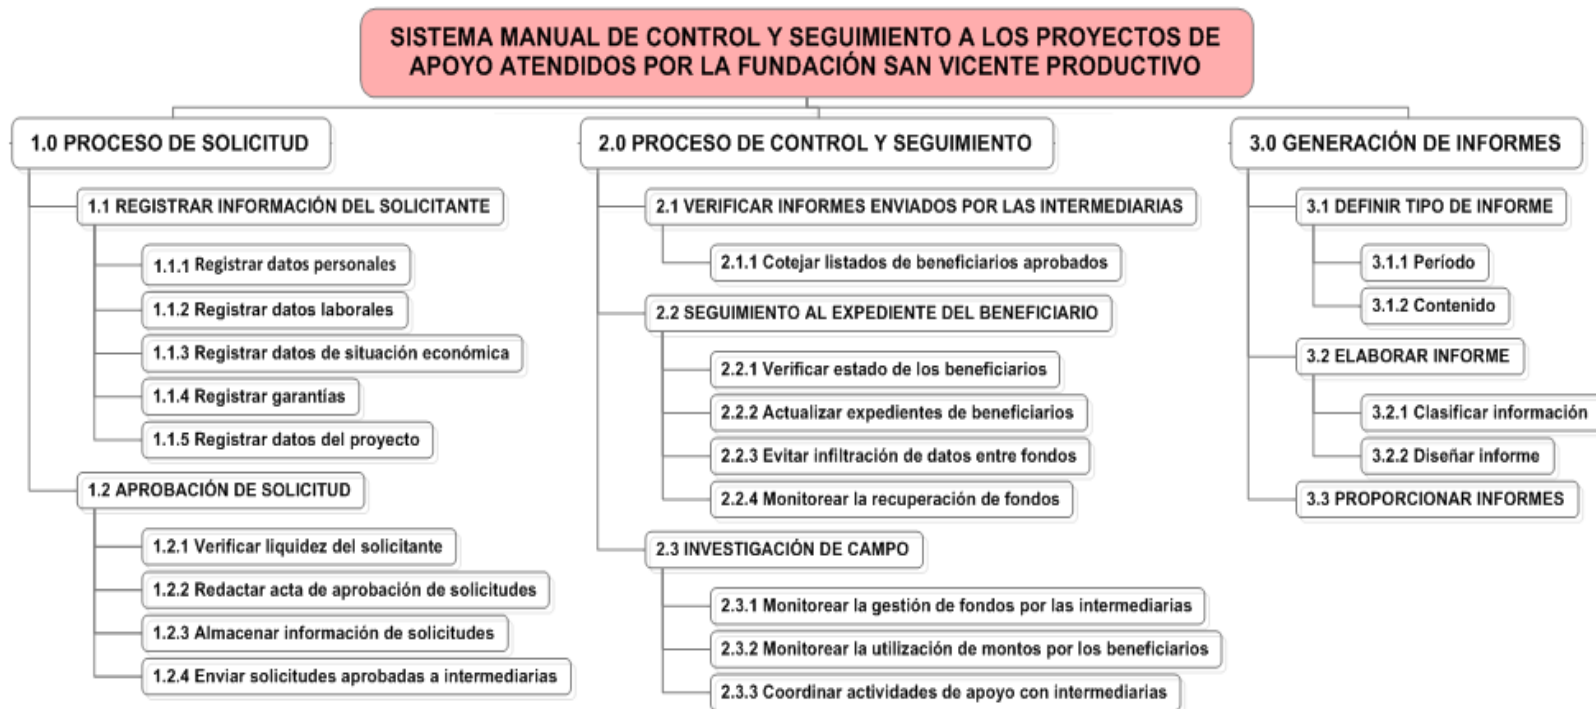 SISTEMA MANUAL DE CONTROL Y SEGUIMIENTO A LOS PROYECTOS DE
APOYO ATENDIDOS POR LA FUNDACIÓN SAN VICENTE PRODUCTIVO
1.0 PROCESO DE SOLICITUD
1.1 REGISTRAR INFORMACIÓN DEL SOLICITANTE
1.1.1 Registrar datos personales
1.1.2 Registrar datos laborales
1.1.3 Registrar datos de situación económica
1.1.4 Registrar garantías
1.1.5 Registrar datos del proyecto
1.2 APROBACIÓN DE SOLICITUD
1.2.1 Verificar liquidez del solicitante
1.2.2 Redactar acta de aprobación de solicitudes
1.2.3 Almacenar información de solicitudes
1.2.4 Enviar solicitudes aprobadas a intermediarias
2.0 PROCESO DE CONTROL Y SEGUIMIENTO
2.1 VERIFICAR INFORMES ENVIADOS POR LAS INTERMEDIARIAS
2.1.1 Cotejar listados de beneficiarios aprobados
2.2 SEGUIMIENTO AL EXPEDIENTE DEL BENEFICIARIO
2.2.1 Verificar estado de los beneficiarios
2.2.2 Actualizar expedientes de beneficiarios
2.2.3 Evitar infiltración de datos entre fondos
2.2.4 Monitorear la recuperación de fondos
2.3 INVESTIGACIÓN DE CAMPO
2.3.1 Monitorear la gestión de fondos por las intermediarias
2.3.2 Monitorear la utilización de montos por los beneficiarios
2.3.3 Coordinar actividades de apoyo con intermediarias
3.0 GENERACIÓN DE INFORMES
3.1 DEFINIR TIPO DE INFORME
3.1.1 Período
3.1.2 Contenido
3.2 ELABORAR INFORME
3.2.1 Clasificar información
3.2.2 Diseñar informe
3.3 PROPORCIONAR INFORMES